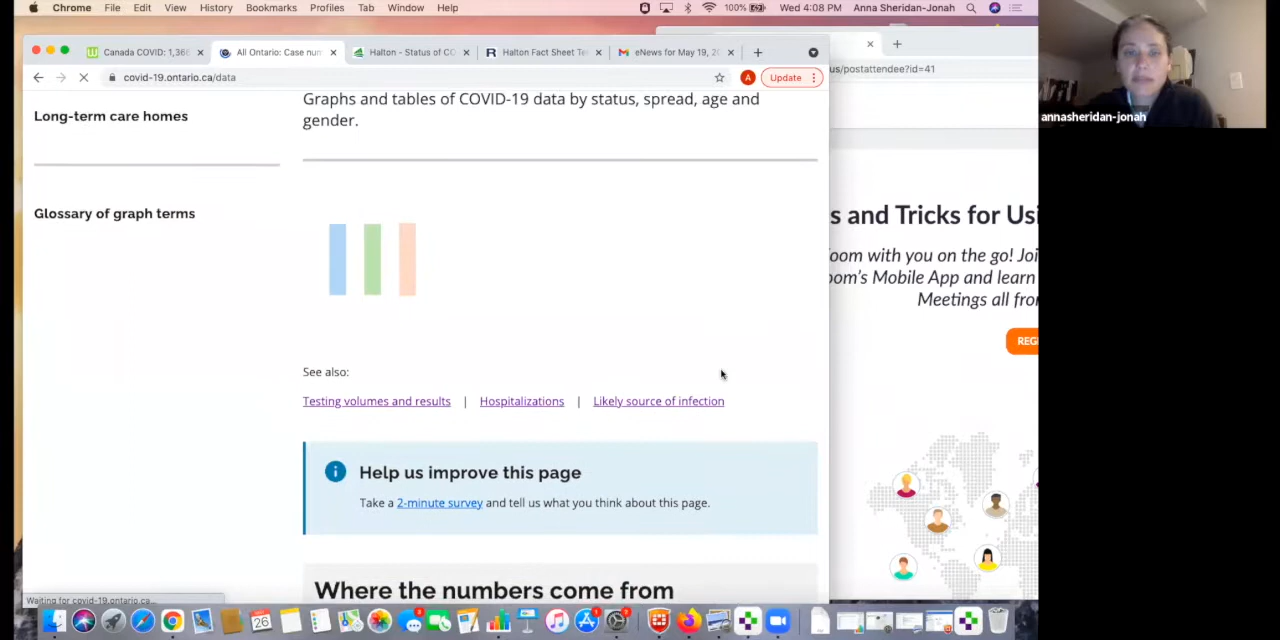 Chrome File Edit View History Bookmarks Profiles Tab Window Help 100% Wed 4:08 PM Anna Sheridan-Jonah
Canada COVID: 1,36 All Ontario: Case num Halton - Status of CO Halton Fact Sheet Te eNews for May 19, 20
covid-19.ontario.ca/data A Update
us/postattendee?id=41
annasheridan-jonah
Graphs and tables of COVID-19 data by status, spread, age and
gender.
Long-term care homes
Glossary of graph terms
s and Tricks for Usi
oom with you on the go! Joi
om's Mobile App and learn
Meetings all fro
REG
See also:
Testing volumes and results | Hospitalizations | Likely source of infection
Help us improve this page
Take a 2-minute survey and tell us what you think about this page.
Where the numbers come from
Waiting for covid-19.ontario.ca...
26